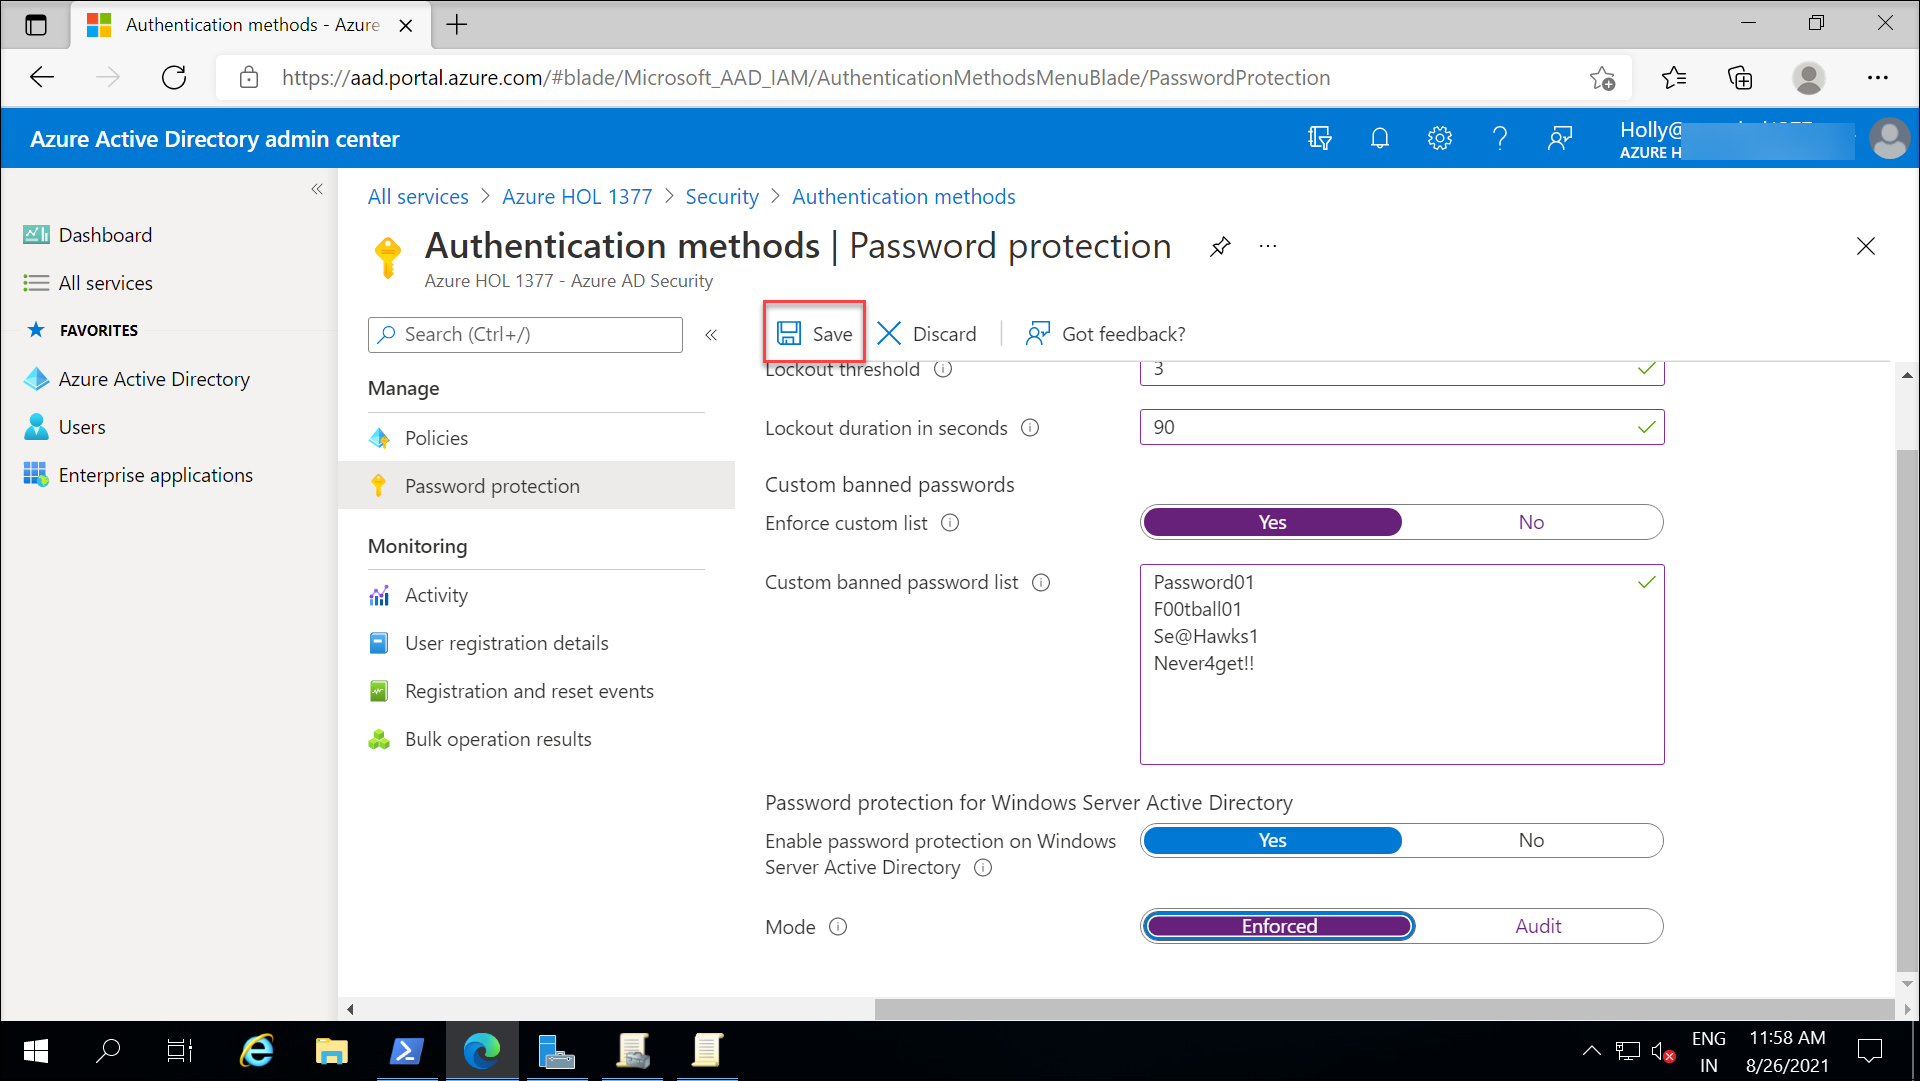 Authentication methods - Azure
https://aad.portal.azure.com/#blade/Microsoft_AAD_IAM/AuthenticationMethodsMenuBlade/PasswordProtection
Azure Active Directory admin center
Holly@
AZURE H
All services > Azure HOL 1377 > Security > Authentication methods
Authentication methods | Password protection
Azure HOL 1377 - Azure AD Security
Dashboard
All services
FAVORITES
Azure Active Directory
Users
Enterprise applications
Search (Ctrl+/)
Manage
Policies
Password protection
Monitoring
Activity
User registration details
Registration and reset events
Bulk operation results
Save
Discard
Got feedback?
Lockout threshold
3
Lockout duration in seconds
90
Custom banned passwords
Enforce custom list
Yes No
Custom banned password list
Password01
F00tball01
Se@Hawks1
Never4get!!
Password protection for Windows Server Active Directory
Enable password protection on Windows
Server Active Directory
Yes No
Mode
Enforced Audit
ENG
IN
11:58 AM
8/26/2021